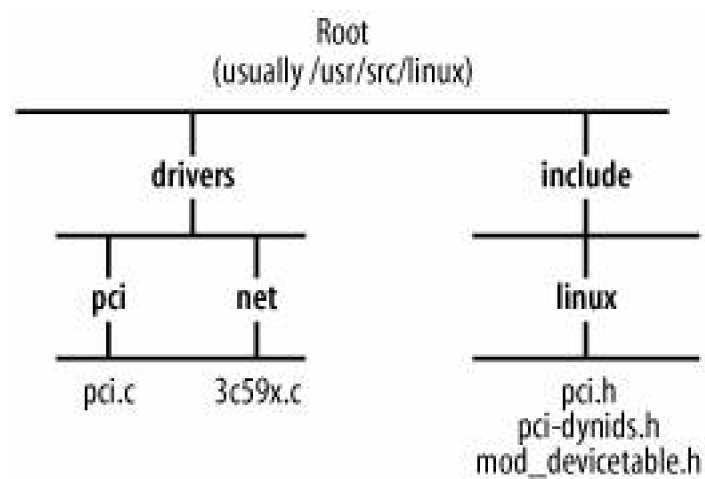 Root
(usually /usr/src/linux)
drivers
include
pci
net
linux
pci.c
3c59x.c
pci.h
pci-dynids.h
mod_devicetable.h